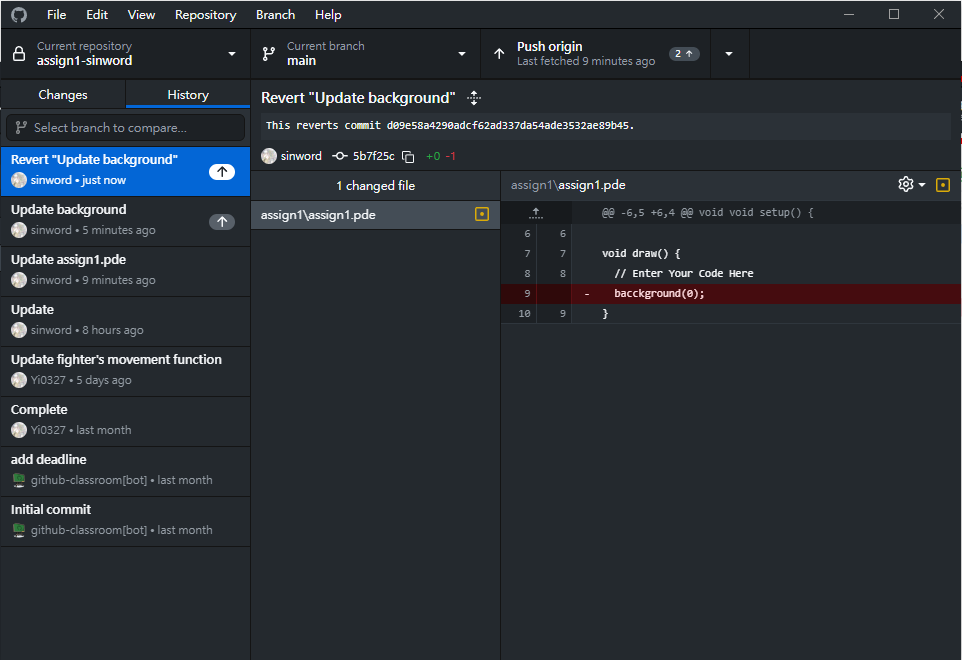 File Edit View Repository Branch Help
Current repository
assign1-sinword
Current branch
main
Push origin
Last fetched 9 minutes ago
2
Changes
History
Select branch to compare...
Revert "Update background"
sinword • just now
Update background
sinword • 5 minutes ago
Update assign1.pde
sinword • 9 minutes ago
Update
sinword • 8 hours ago
Update fighter's movement function
Yi0327 • 5 days ago
Complete
Yi0327 • last month
add deadline
github-classroom[bot] • last month
Initial commit
github-classroom[bot] • last month
Revert "Update background"
This reverts commit d09e58a4290adcf62ad337da54ade3532ae89b45.
sinword 5b7f25c +0 -1
1 changed file
assign1\assign1.pde
assign1\assign1.pde
@@ -6,5 +6,4 @@ void void setup() {
6 6
7 7 void draw() {
8 8 // Enter Your Code Here
9 - bacckground(0);
10 9 }